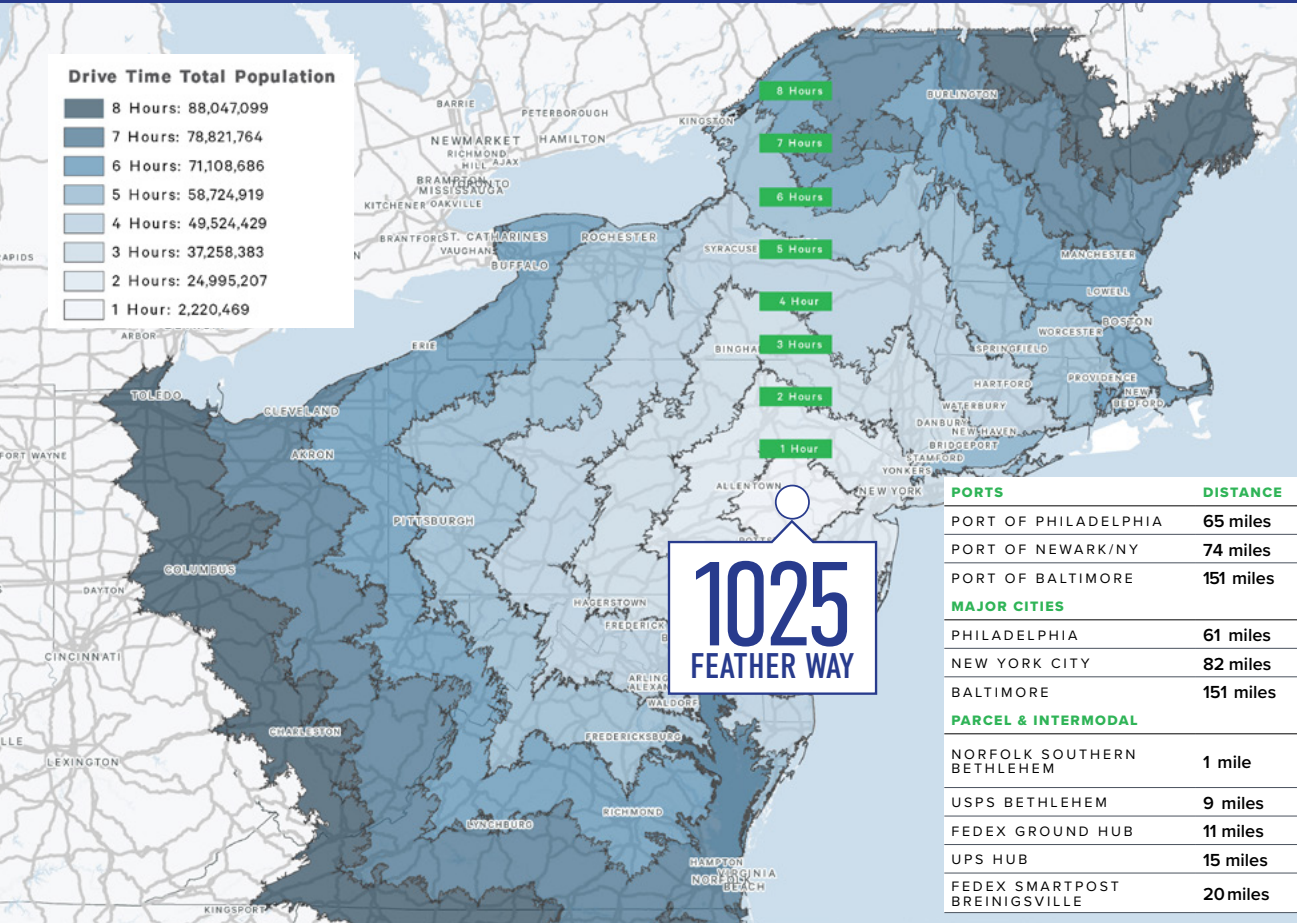 Drive Time Total Population
8 Hours: 88,047,099
7 Hours: 78,821,764
6 Hours: 71,108,686
5 Hours: 58,724,919
4 Hours: 49,524,429
3 Hours: 37,258,383
2 Hours: 24,995,207
1 Hour: 2,220,469
8 Hours
7 Hours
6 Hours
5 Hours
4 Hour
3 Hours
2 Hours
1 Hour
BARRIE
PETERBOROUGH
KINGSTON
BURLINGTON
NEWMARKET
HAMILTON
RICHMOND
HILL
AJAX
BRAMPTON
TORONTO
MISSISSAUGA
KITCHENER
OAKVILLE
BRANTFORD
ST. CATHARINES
VAUGHAN
BUFFALO
ROCHESTER
SYRACUSE
MANCHESTER
LOWELL
BOSTON
WORCESTER
SPRINGFIELD
PROVIDENCE
HARTFORD
NEW
BEDFORD
WATERBURY
DANBURY
NEW HAVEN
BRIDGEPORT
STAMFORD
YONKERS
NEW YORK
ALLENTOWN
BINGHA
ERIE
ARBOR
TOLEDO
CLEVELAND
AKRON
FORT WAYNE
PITTSBURGH
COLUMBUS
DAYTON
CINCINNATI
CHARLESTON
LEXINGTON
HAGERSTOWN
FREDERICK
WALDORF
FREDERICKSBURG
RICHMOND
LYNCHBURG
HAMPTON
VIRGINIA
BEACH
NORFOLK
KINGSPORT
1025
FEATHER WAY
PORTS DISTANCE
PORT OF PHILADELPHIA 65 miles
PORT OF NEWARK/NY 74 miles
PORT OF BALTIMORE 151 miles
MAJOR CITIES
PHILADELPHIA 61 miles
NEW YORK CITY 82 miles
BALTIMORE 151 miles
PARCEL & INTERMODAL
NORFOLK SOUTHERN
BETHLEHEM 1 mile
USPS BETHLEHEM 9 miles
FEDEX GROUND HUB 11 miles
UPS HUB 15 miles
FEDEX SMARTPOST
BREINIGSVILLE 20 miles